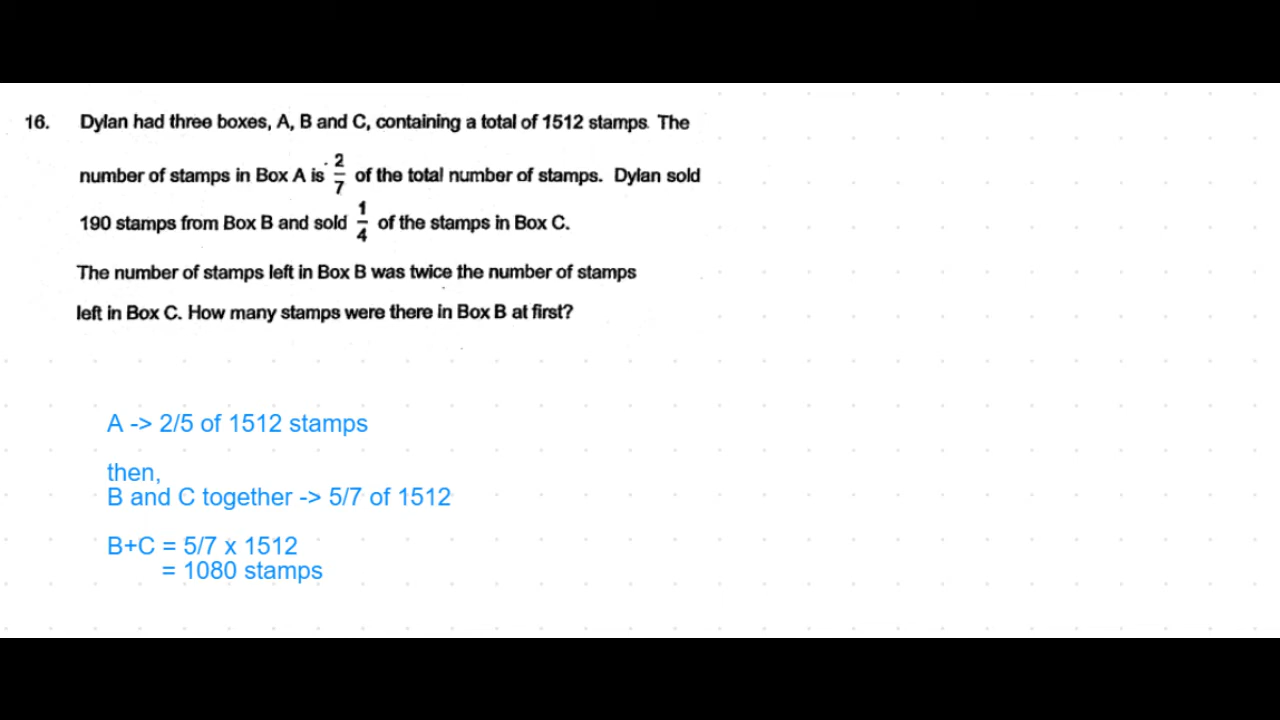 16. Dylan had three boxes, A, B and C, containing a total of 1512 stamps. The
number of stamps in Box A is 2/7 of the total number of stamps. Dylan sold
190 stamps from Box B and sold 1/4 of the stamps in Box C.
The number of stamps left in Box B was twice the number of stamps
left in Box C. How many stamps were there in Box B at first?
A -> 2/5 of 1512 stamps
then,
B and C together -> 5/7 of 1512
B+C = 5/7 x 1512
= 1080 stamps